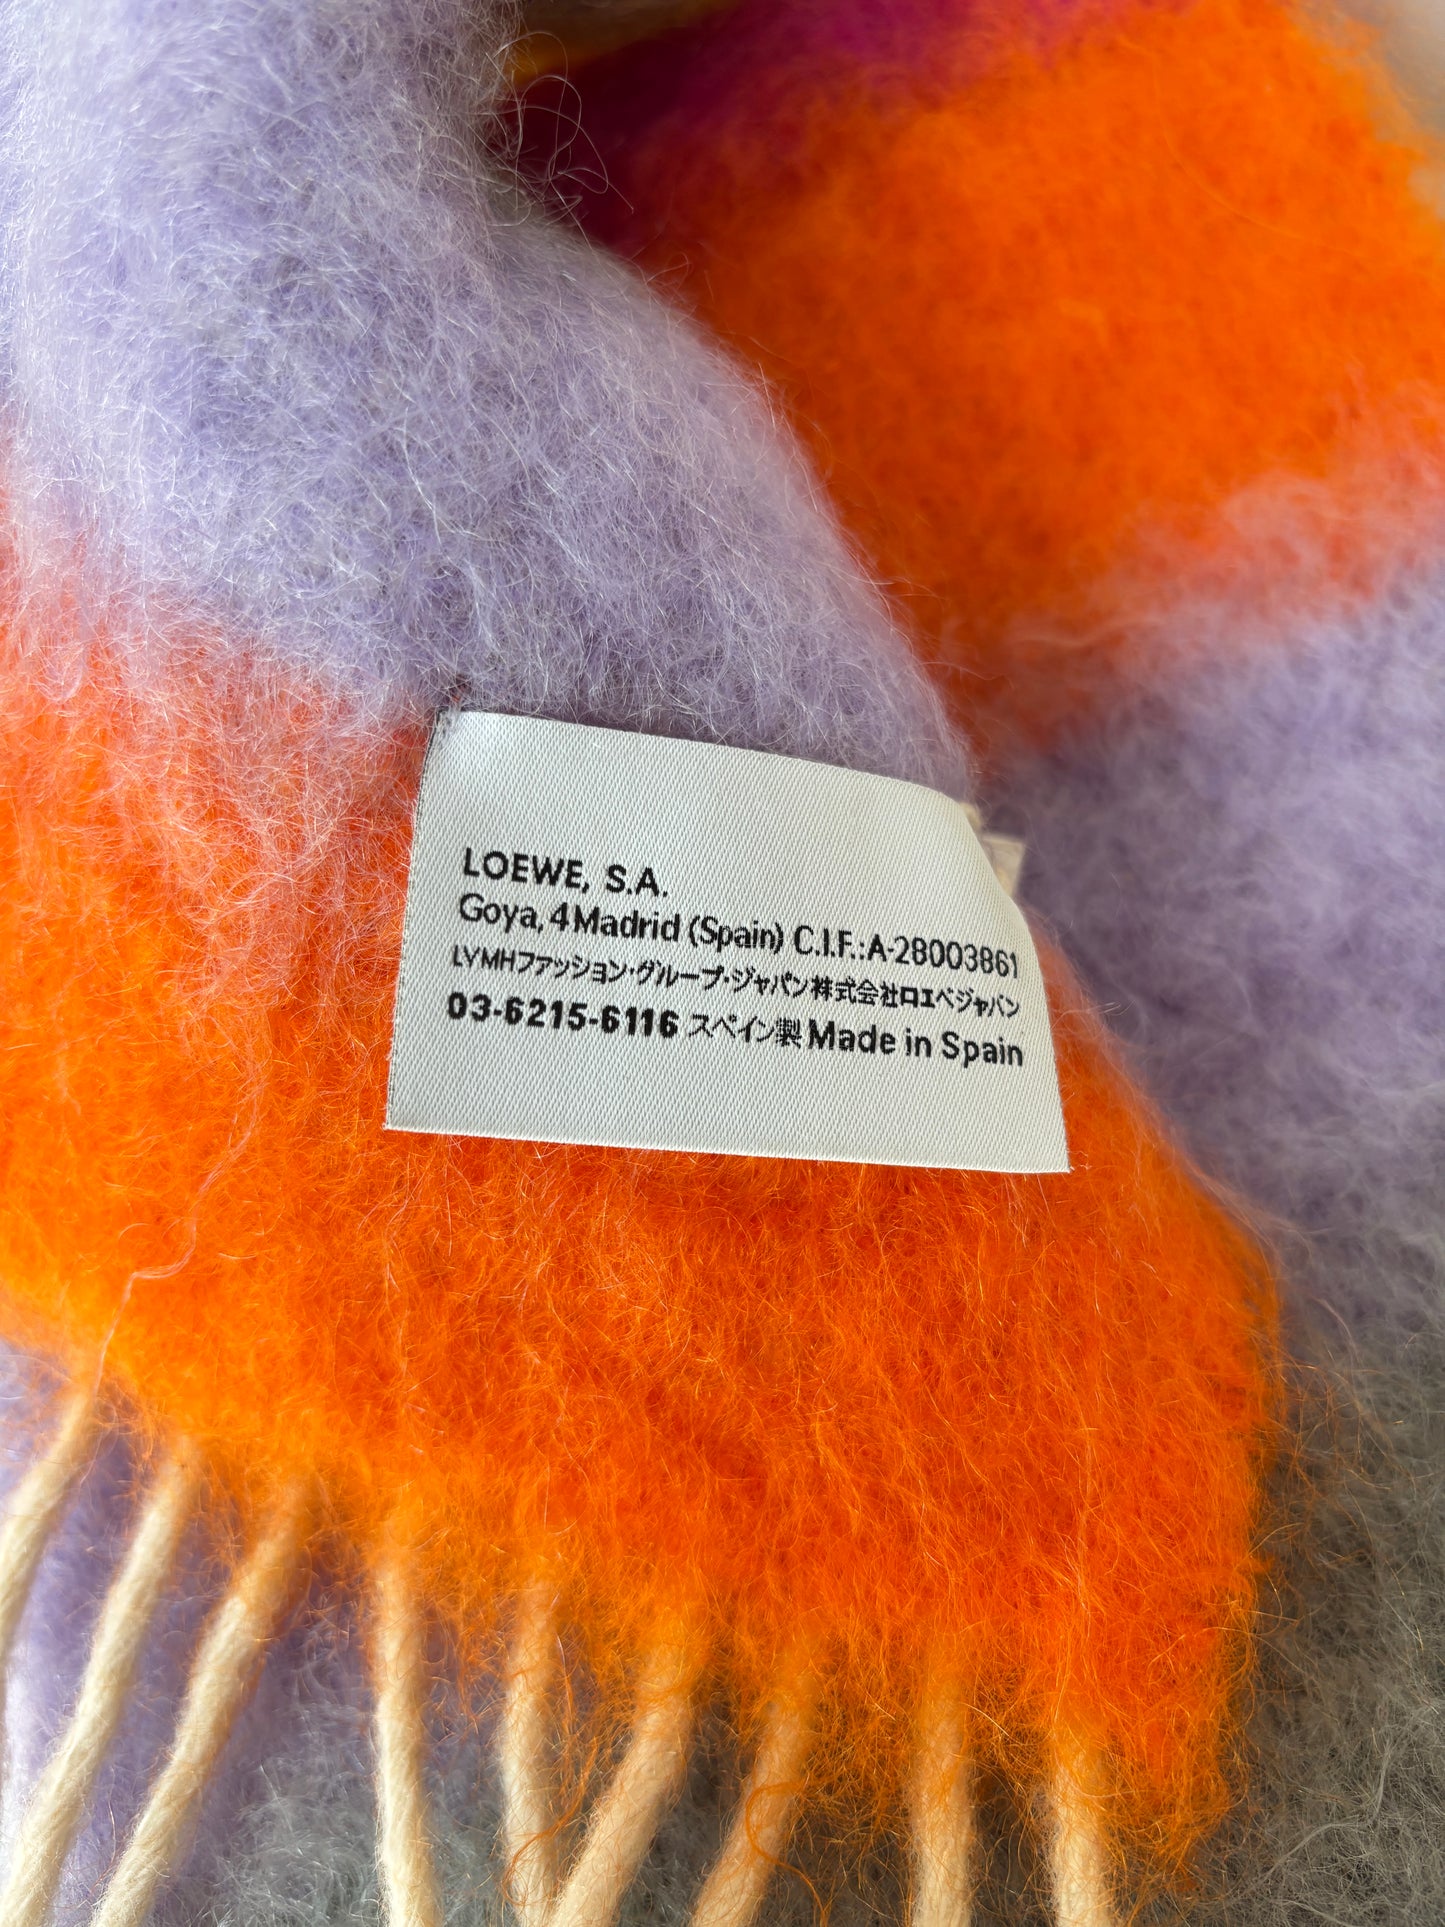 LOEWE, S.A.
Goya, 4 Madrid (Spain) C.I.F.: A-28003861
LVMHファッション・グループ・ジャパン株式会社ロエベジャパン
03-6215-6116 スペイン製 Made in Spain